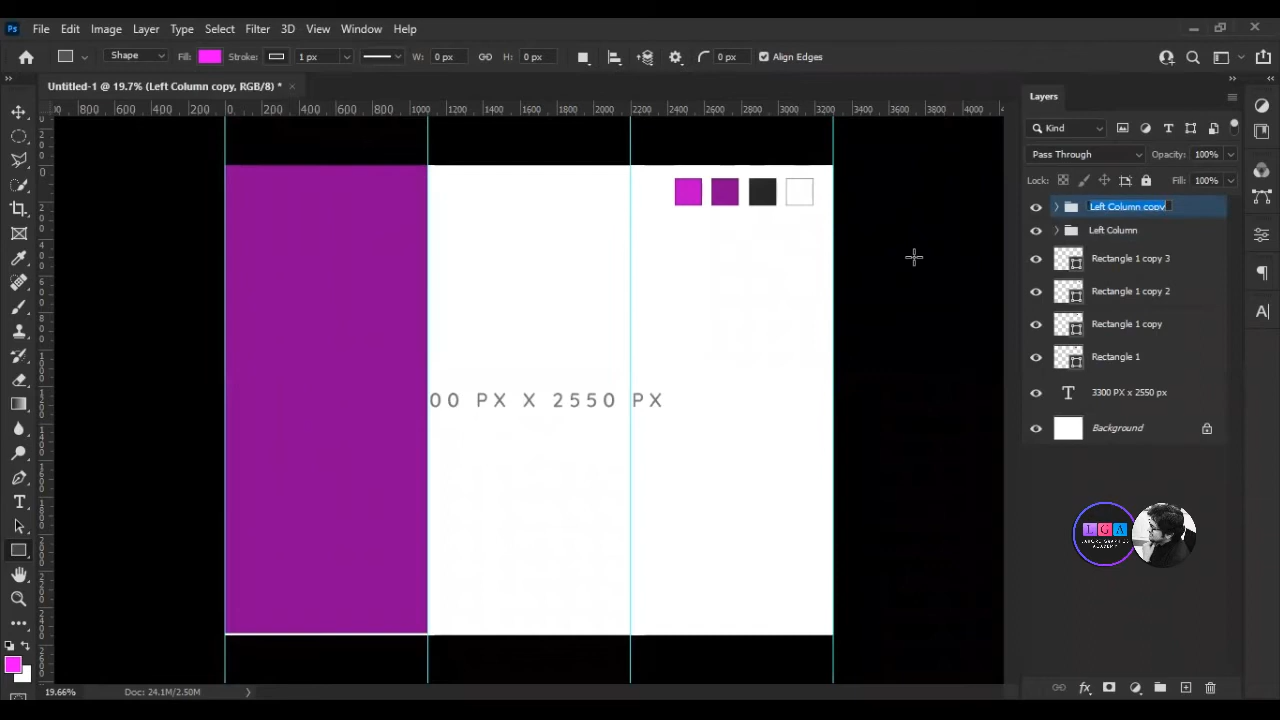 Ps File Edit Image Layer Type Select Filter 3D View Window Help
Shape Fill: Stroke: 1 px W: 0 px H: 0 px 0 px Align Edges
Untitled-1 @ 19.7% (Left Column copy, RGB/8) *
800 600 400 200 0 200 400 600 800 1000 1200 1400 1600 1800 2000 2200 2400 2600 2800 3000 3200 3400 3600 3800 4000
Layers
Kind
Pass Through Opacity: 100%
Lock: Fill: 100%
Left Column copy
Left Column
Rectangle 1 copy 3
Rectangle 1 copy 2
Rectangle 1 copy
Rectangle 1
3300 PX x 2550 px
Background
00 PX X 2550 PX
LGA
19.66% Doc: 24.1M/2.50M